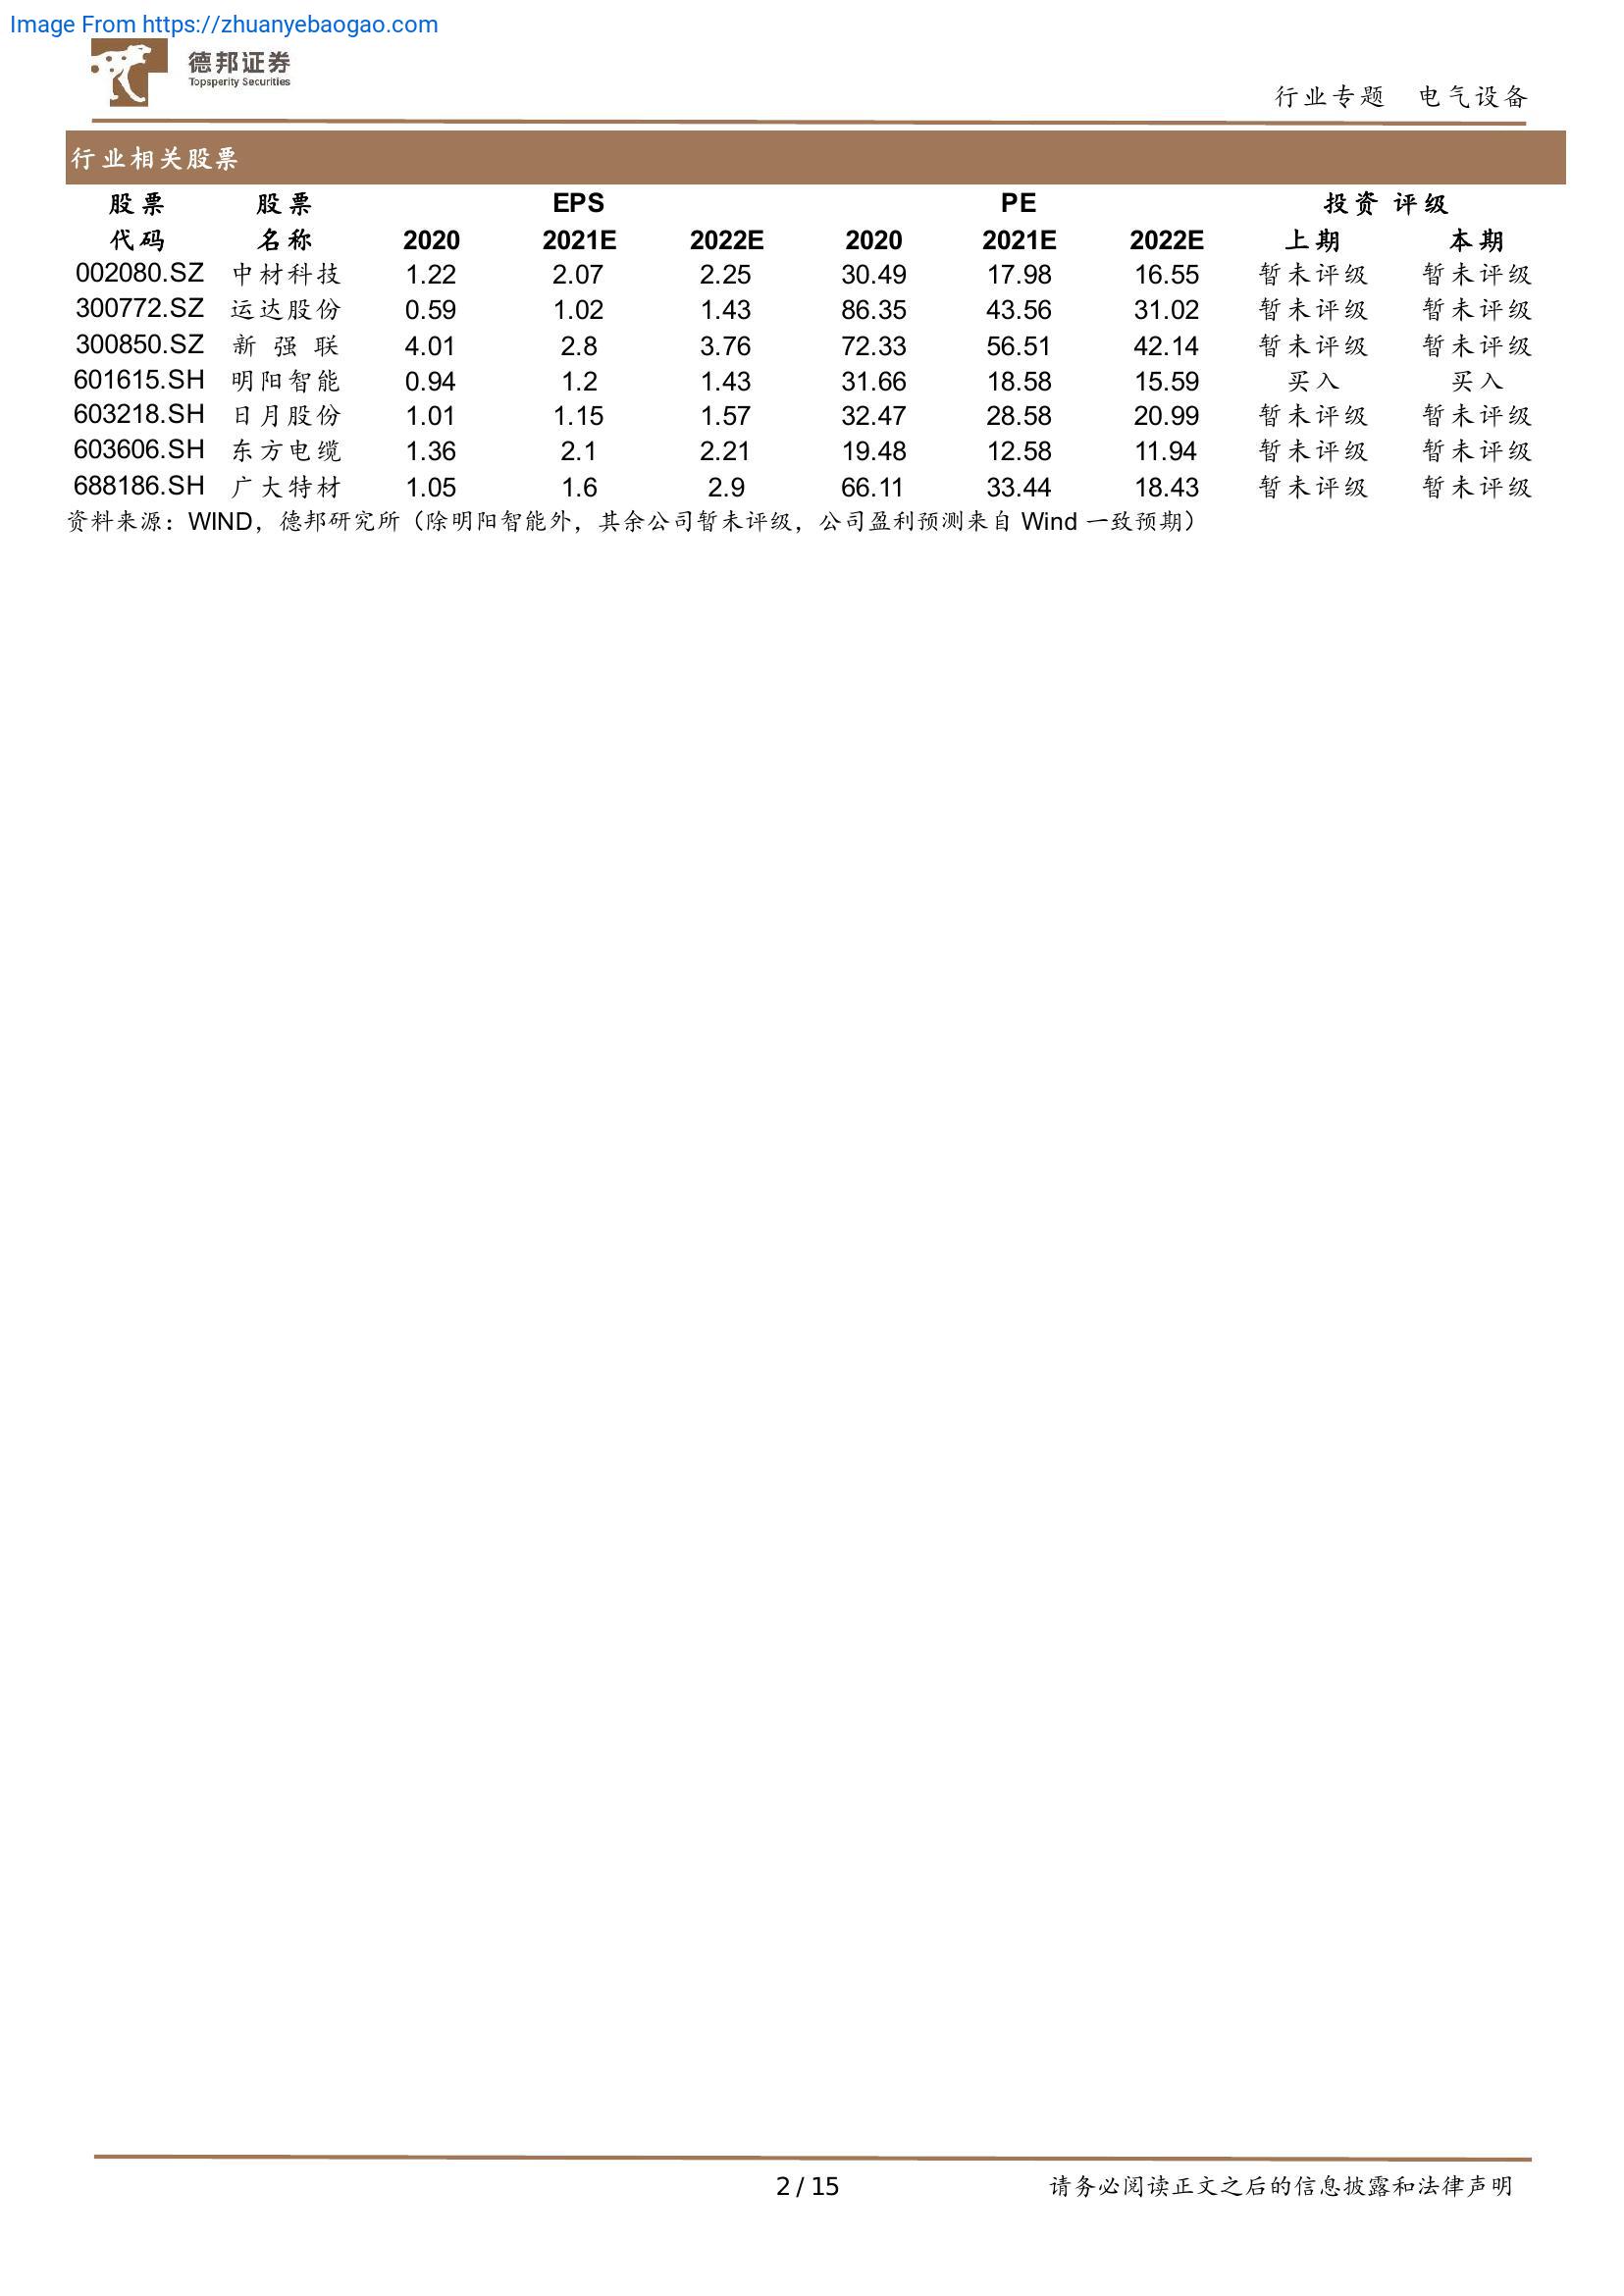 Image From https://zhuanyebaogao.com
德邦证券
Topsperity Securities
行业专题 电气设备
行业相关股票
股票 股票 EPS PE 投资评级
代码 名称 2020 2021E 2022E 2020 2021E 2022E 上期 本期
002080.SZ 中材科技 1.22 2.07 2.25 30.49 17.98 16.55 暂未评级 暂未评级
300772.SZ 运达股份 0.59 1.02 1.43 86.35 43.56 31.02 暂未评级 暂未评级
300850.SZ 新强联 4.01 2.8 3.76 72.33 56.51 42.14 暂未评级 暂未评级
601615.SH 明阳智能 0.94 1.2 1.43 31.66 18.58 15.59 买入 买入
603218.SH 日月股份 1.01 1.15 1.57 32.47 28.58 20.99 暂未评级 暂未评级
603606.SH 东方电缆 1.36 2.1 2.21 19.48 12.58 11.94 暂未评级 暂未评级
688186.SH 广大特材 1.05 1.6 2.9 66.11 33.44 18.43 暂未评级 暂未评级
资料来源：WIND，德邦研究所（除明阳智能外，其余公司暂未评级，公司盈利预测来自 Wind 一致预期）
2 / 15
请务必阅读正文之后的信息披露和法律声明